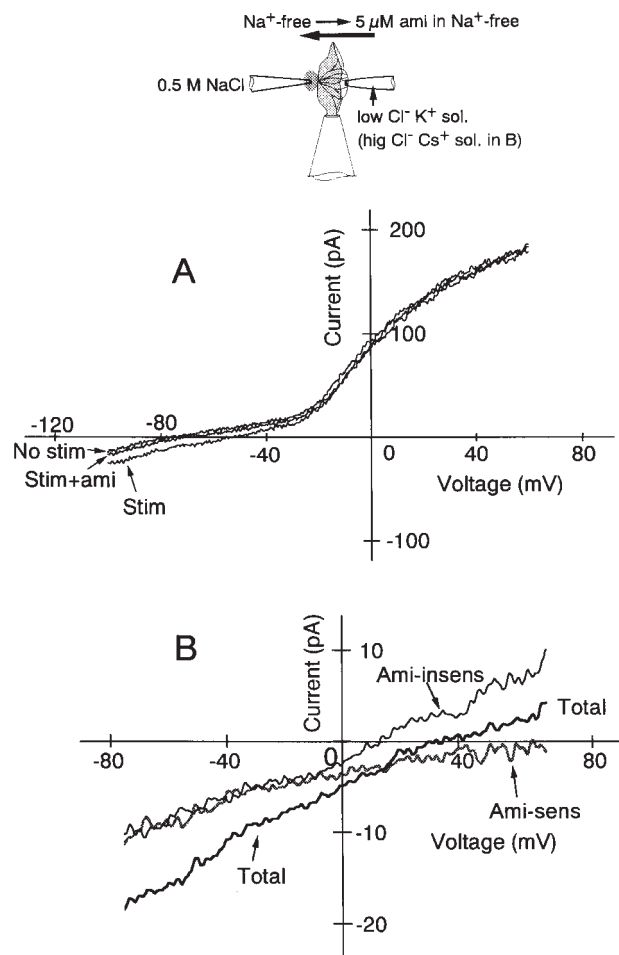 Na⁺-free → 5 µM ami in Na⁺-free
0.5 M NaCl
low Cl⁻ K⁺ sol.
(hig Cl⁻ Cs⁺ sol. in B)
A
Current (pA)
200
100
-120
-80
-40
0
40
80
No stim
Stim+ami
Stim
Voltage (mV)
-100
B
Current (pA)
10
Ami-insens
Total
-80
-40
0
40
80
Ami-sens
-10
Voltage (mV)
Total
-20